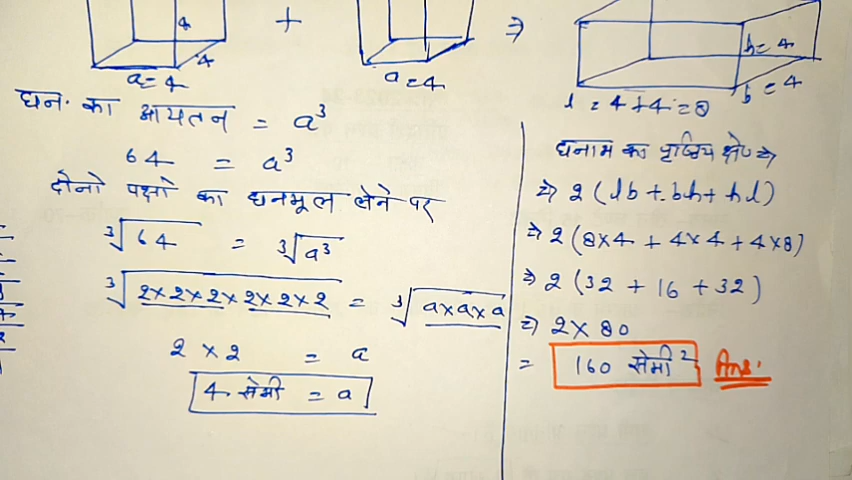 4
4
a=4
+
a=4
⇒
h=4
b=4
l=4+4=8
घन. का आयतन = a³
64 = a³
दोनो पक्षो का घनमूल लेने पर
∛64 = ∛a³
∛2×2×2×2×2×2 = ∛a×a×a
2×2 = a
4 सेमी = a
घनाभ का पृष्ठिय क्षे० ⇒
⇒ 2(lb+bh+hl)
⇒ 2(8×4+4×4+4×8)
⇒ 2(32+16+32)
⇒ 2×80
= 160 सेमी² Ans.